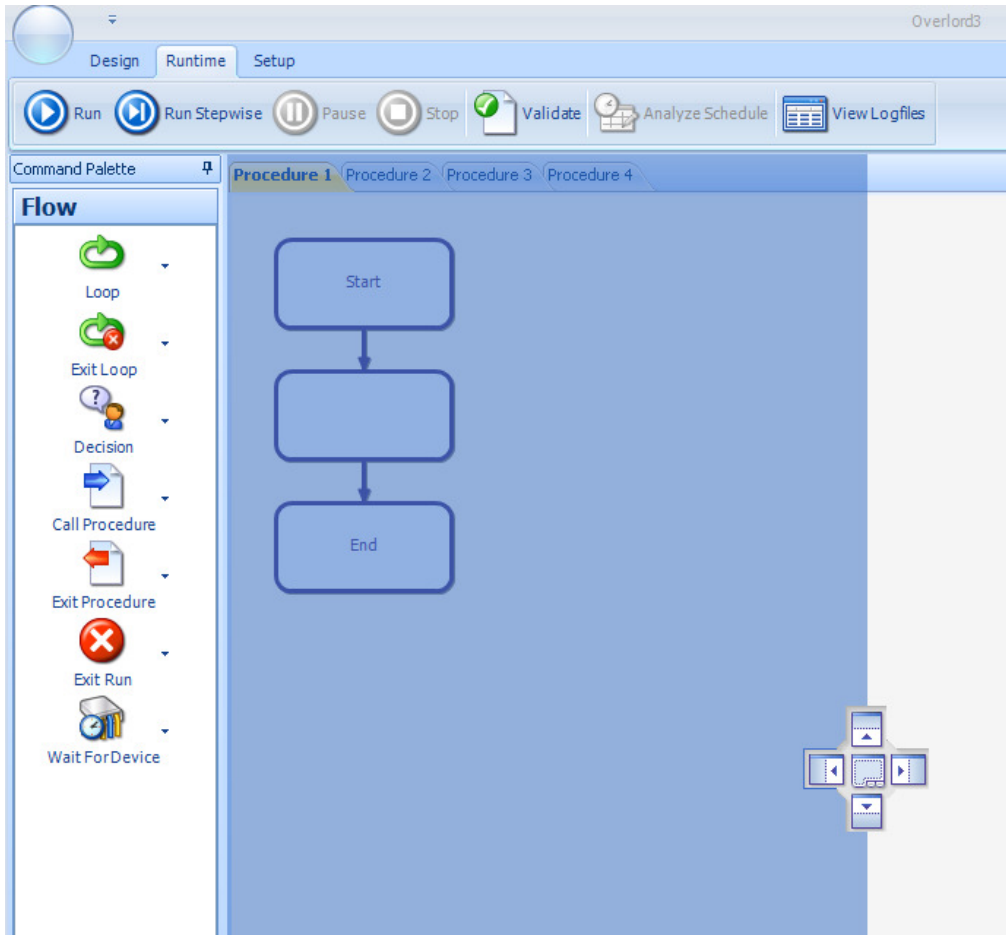 Overlord3
Design Runtime Setup
Run Run Stepwise Pause Stop Validate Analyze Schedule View Logfiles
Command Palette
Procedure 1 Procedure 2 Procedure 3 Procedure 4
Flow
Loop
Exit Loop
Decision
Call Procedure
Exit Procedure
Exit Run
Wait For Device
Start
End